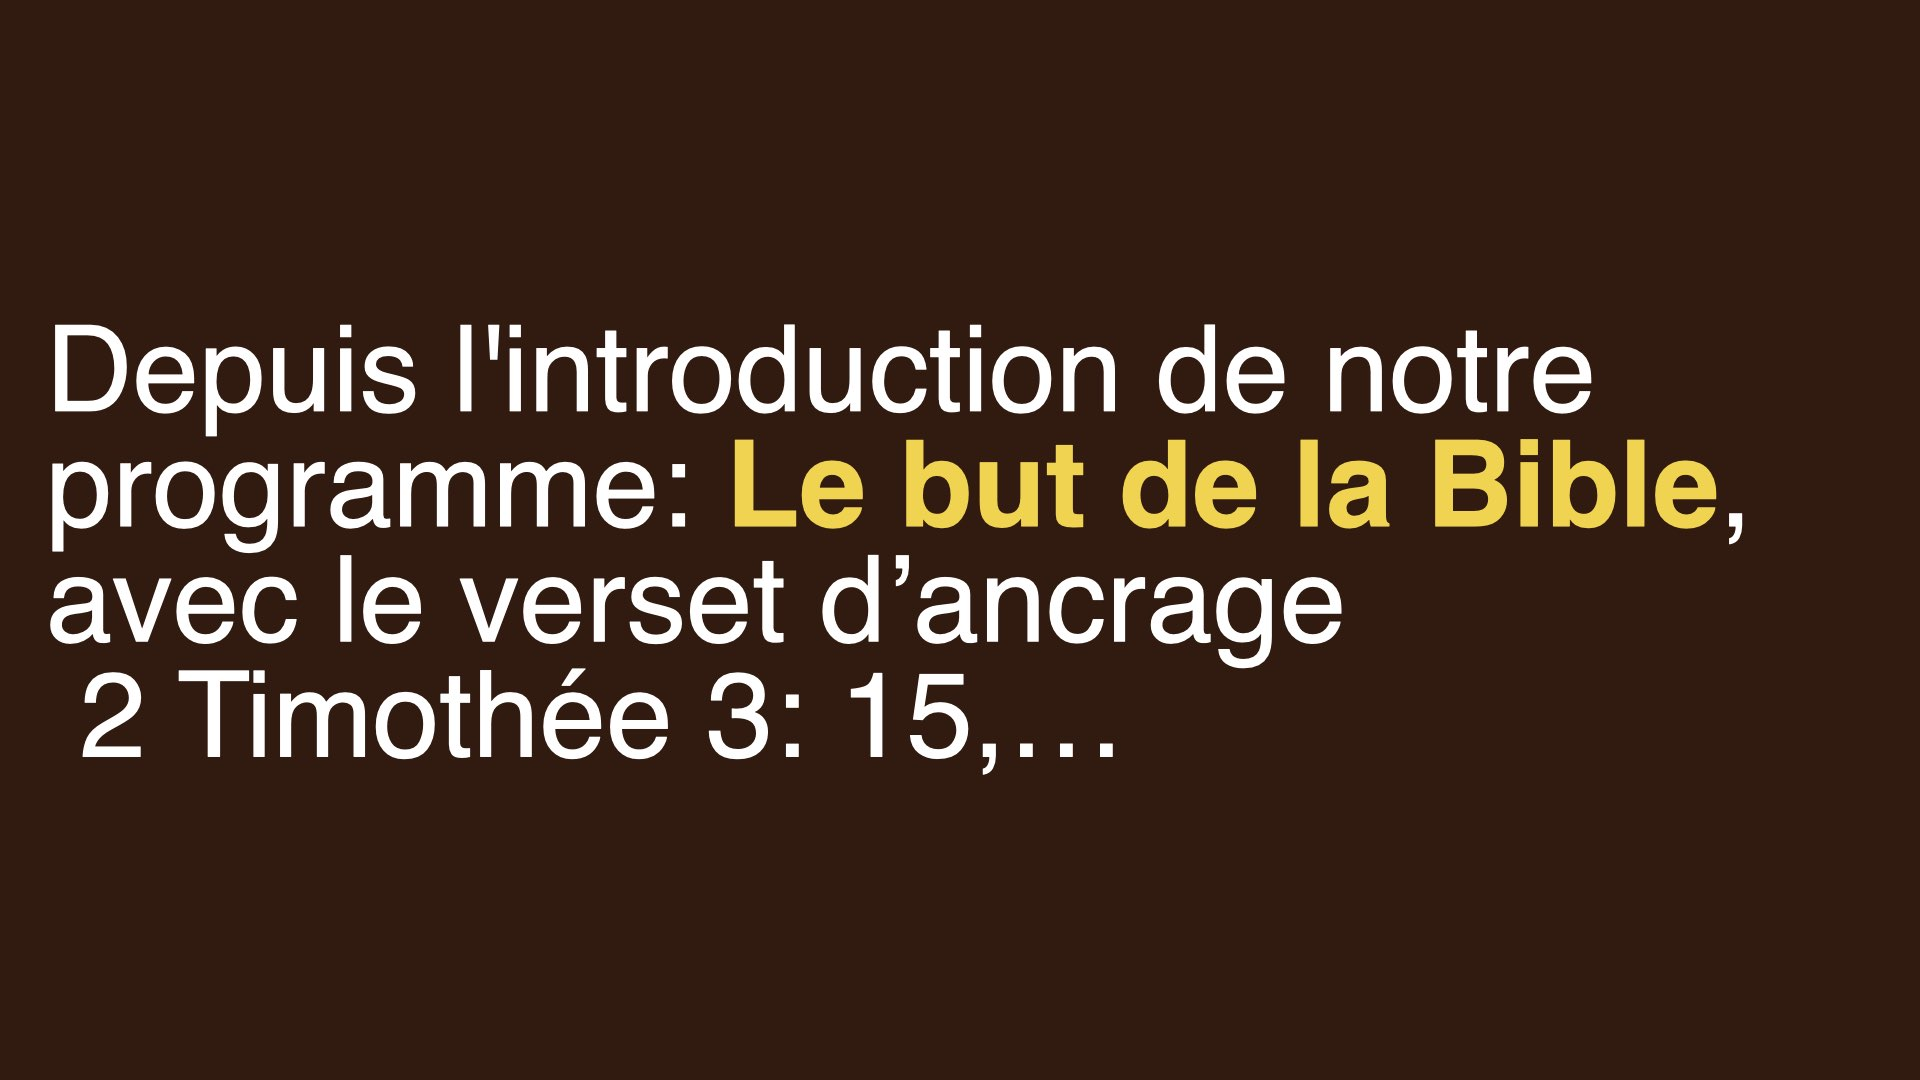 Depuis l'introduction de notre
programme: Le but de la Bible,
avec le verset d’ancrage
2 Timothée 3: 15,…